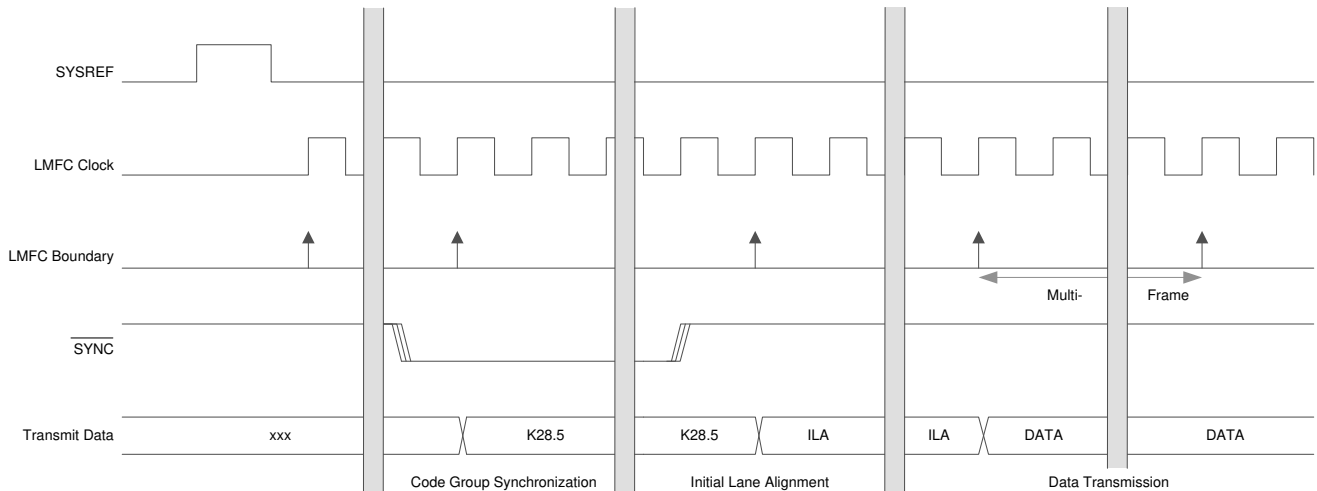 SYSREF
LMFC Clock
LMFC Boundary
Multi- Frame
SYNC
Transmit Data xxx K28.5 K28.5 ILA ILA DATA DATA
Code Group Synchronization Initial Lane Alignment Data Transmission